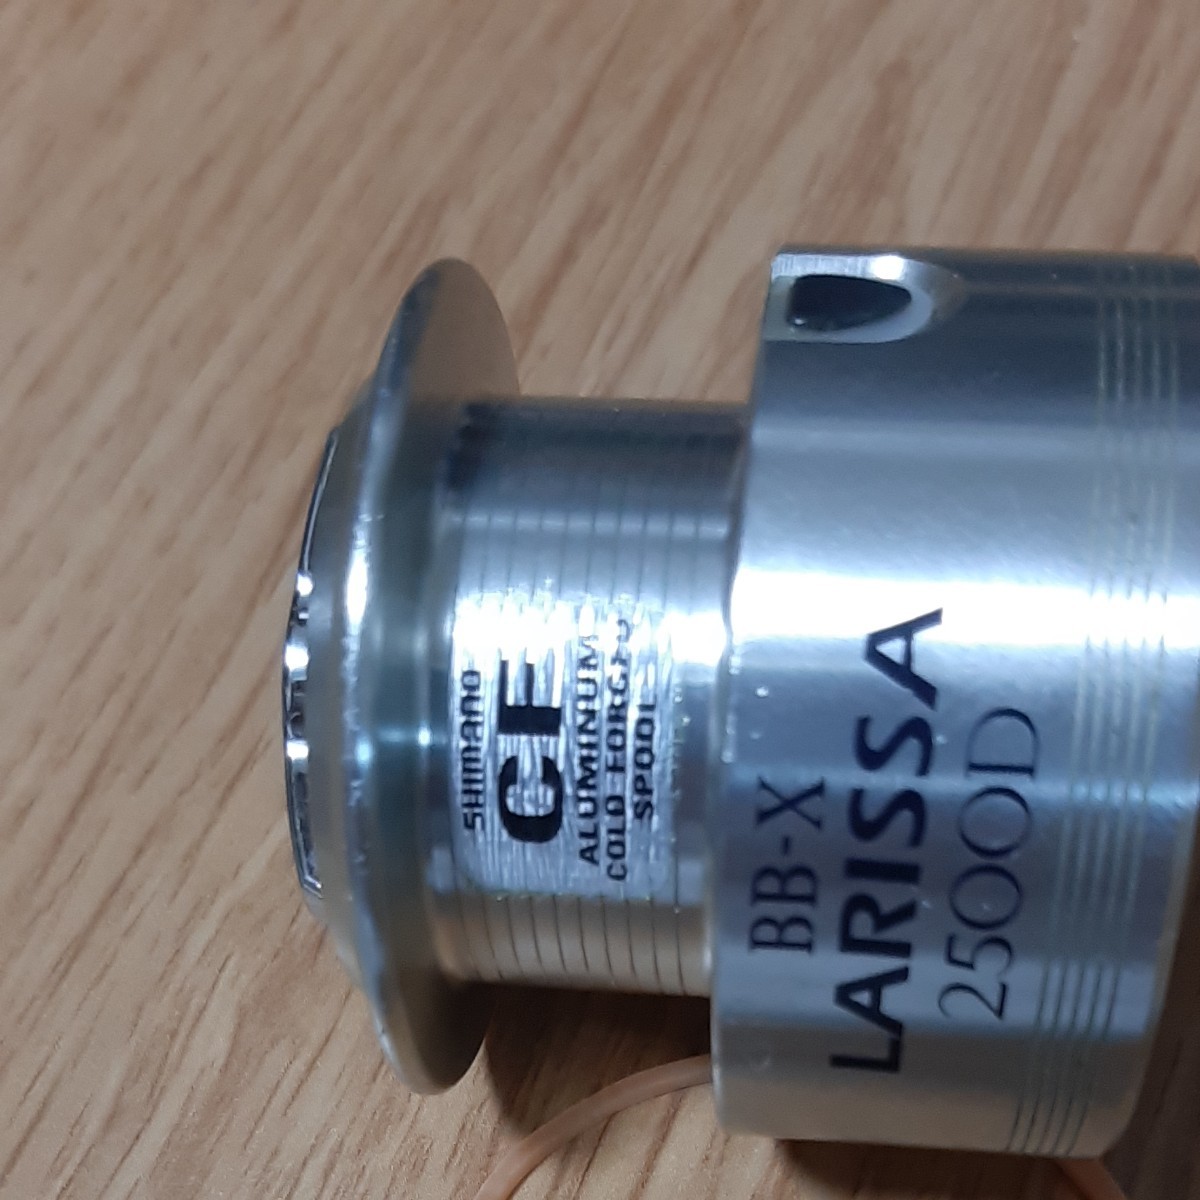 SHIMANO
CF
ALUMINUM
COLD FORGED
SPOOL
BB-X
LARISSA
2500D